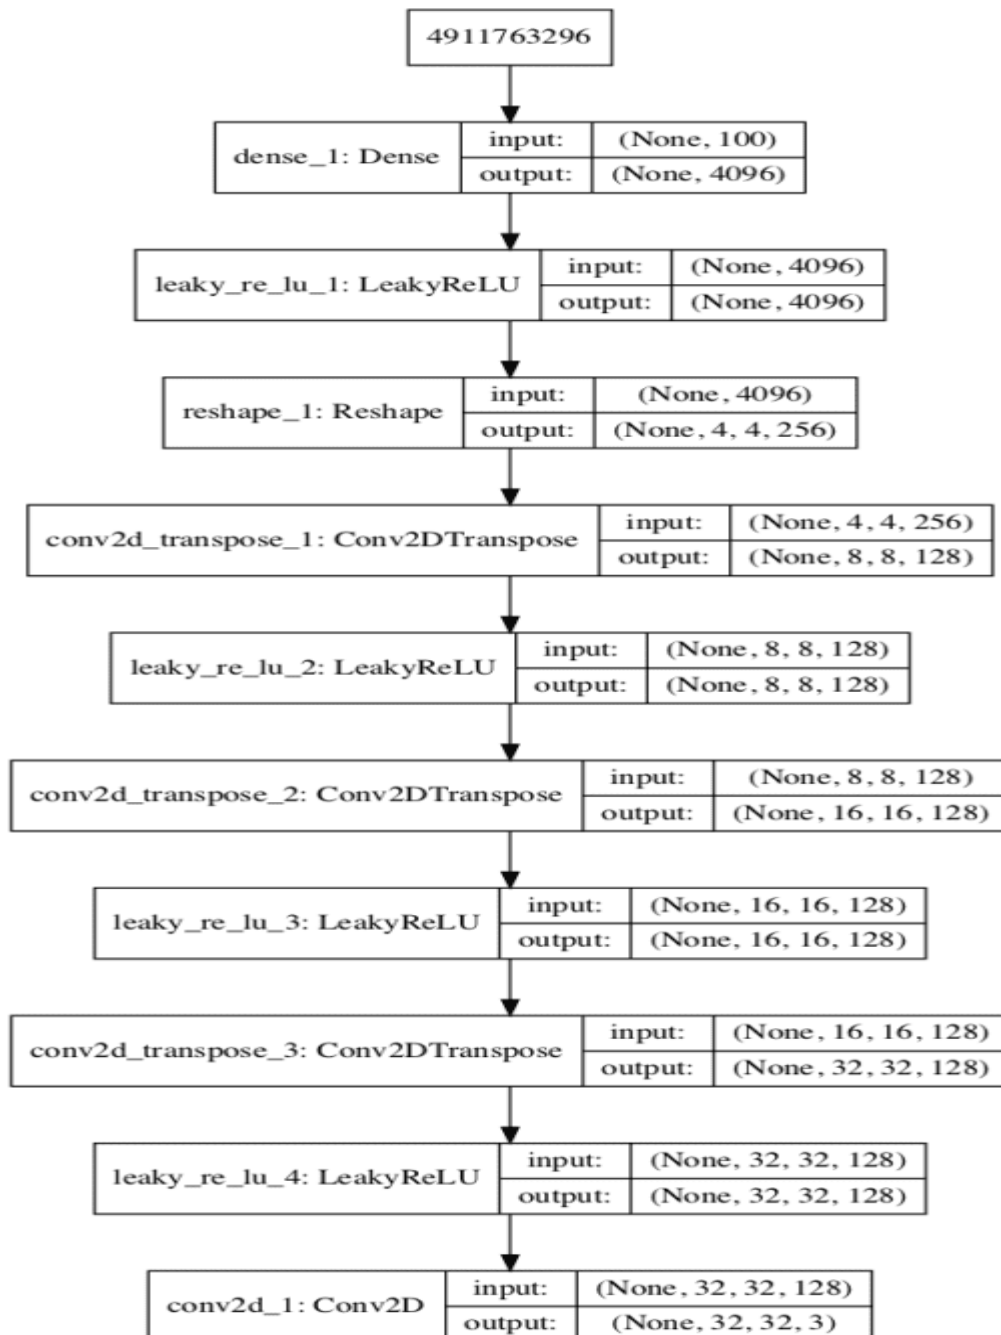 4911763296
dense_1: Dense
input: (None, 100)
output: (None, 4096)
leaky_re_lu_1: LeakyReLU
input: (None, 4096)
output: (None, 4096)
reshape_1: Reshape
input: (None, 4096)
output: (None, 4, 4, 256)
conv2d_transpose_1: Conv2DTranspose
input: (None, 4, 4, 256)
output: (None, 8, 8, 128)
leaky_re_lu_2: LeakyReLU
input: (None, 8, 8, 128)
output: (None, 8, 8, 128)
conv2d_transpose_2: Conv2DTranspose
input: (None, 8, 8, 128)
output: (None, 16, 16, 128)
leaky_re_lu_3: LeakyReLU
input: (None, 16, 16, 128)
output: (None, 16, 16, 128)
conv2d_transpose_3: Conv2DTranspose
input: (None, 16, 16, 128)
output: (None, 32, 32, 128)
leaky_re_lu_4: LeakyReLU
input: (None, 32, 32, 128)
output: (None, 32, 32, 128)
conv2d_1: Conv2D
input: (None, 32, 32, 128)
output: (None, 32, 32, 3)